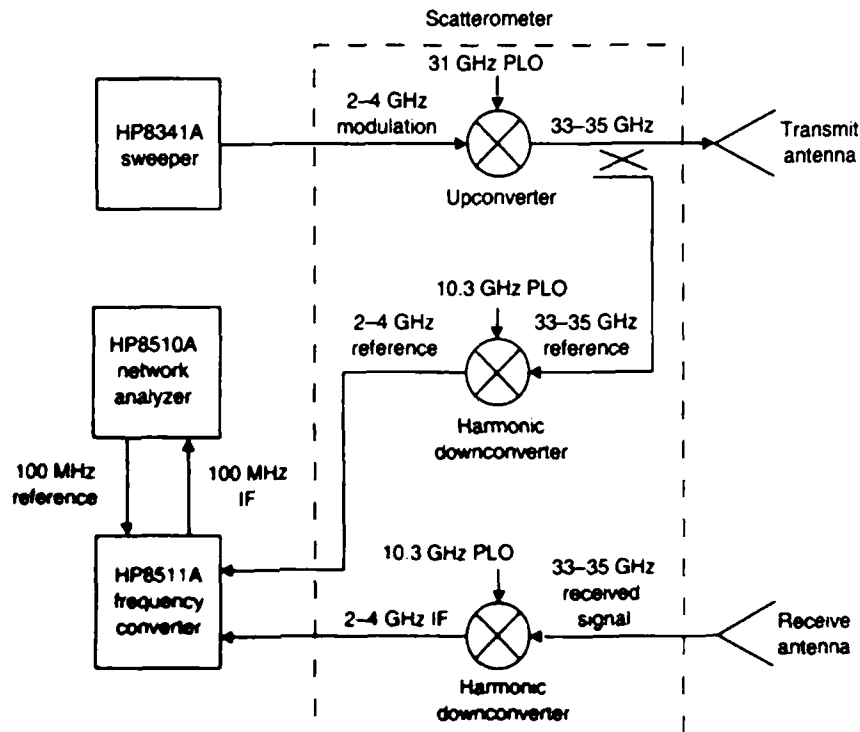 Scatterometer
31 GHz PLO
HP8341A
sweeper
2–4 GHz
modulation
33–35 GHz
Upconverter
Transmit
antenna
10.3 GHz PLO
HP8510A
network
analyzer
2–4 GHz
reference
33–35 GHz
reference
Harmonic
downconverter
100 MHz
reference
100 MHz
IF
HP8511A
frequency
converter
10.3 GHz PLO
2–4 GHz IF
33–35 GHz
received
signal
Harmonic
downconverter
Receive
antenna